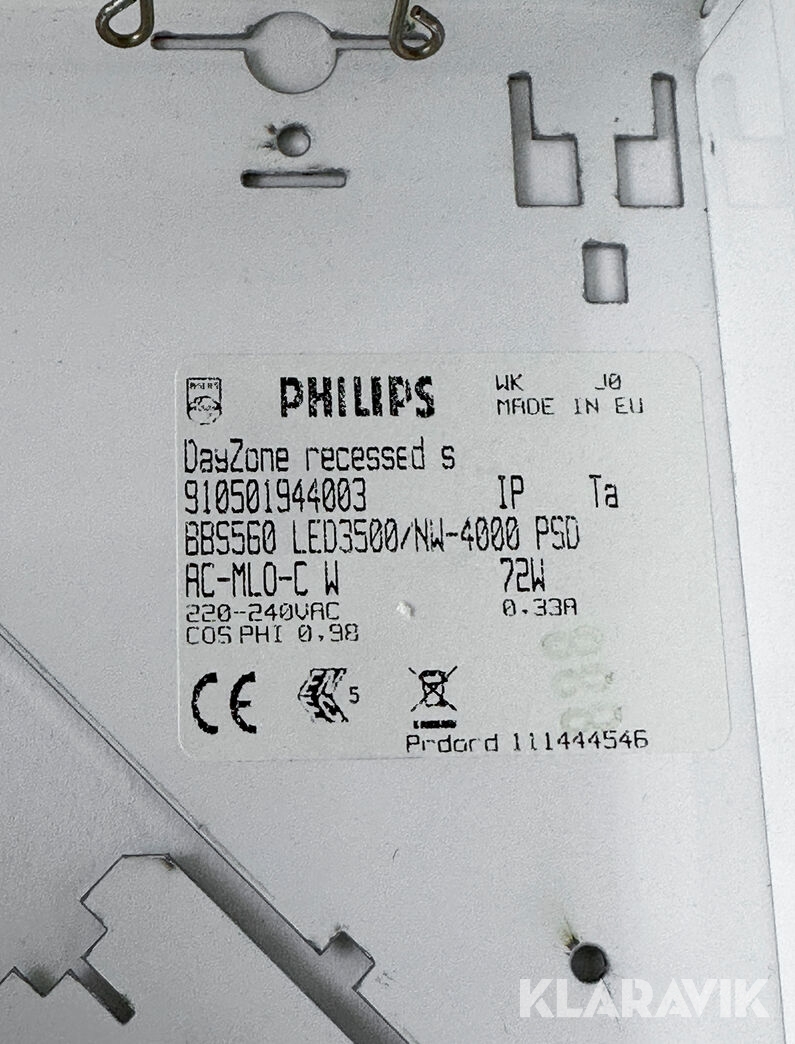 PHILIPS
WK J0
MADE IN EU
DayZone recessed s
910501944003 IP Ta
BBS560 LED3500/NW-4000 PSD
AC-MLO-C W 72W
220-240VAC 0.33A
COS PHI 0,98
CE
5
Prdord 111444546
KLARAVIK